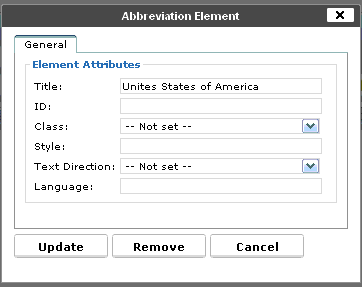 Abbreviation Element
General
Element Attributes
Title: Unites States of America
ID:
Class: -- Not set --
Style:
Text Direction: -- Not set --
Language:
Update Remove Cancel